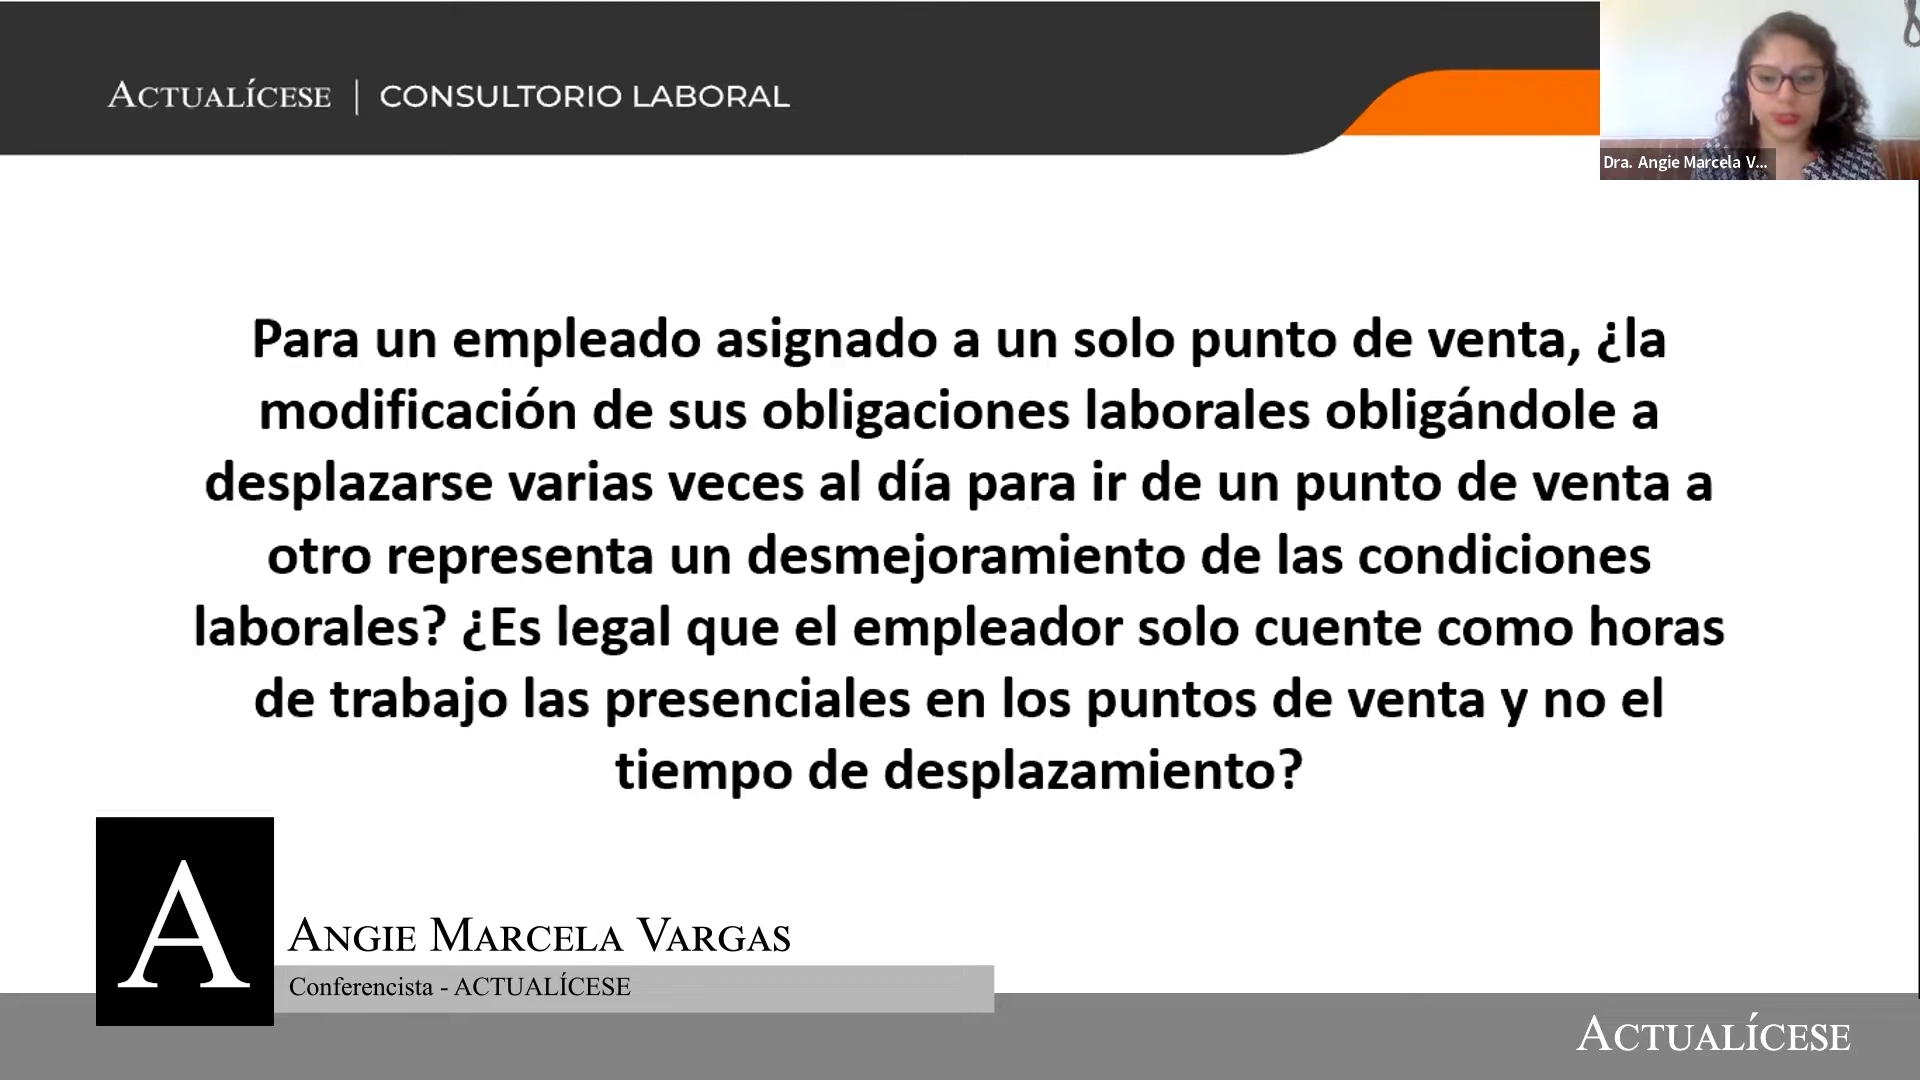 ACTUALÍCESE | CONSULTORIO LABORAL
Dra. Angie Marcela V...
Para un empleado asignado a un solo punto de venta, ¿la
modificación de sus obligaciones laborales obligándole a
desplazarse varias veces al día para ir de un punto de venta a
otro representa un desmejoramiento de las condiciones
laborales? ¿Es legal que el empleador solo cuente como horas
de trabajo las presenciales en los puntos de venta y no el
tiempo de desplazamiento?
A
ANGIE MARCELA VARGAS
Conferencista - ACTUALÍCESE
ACTUALÍCESE